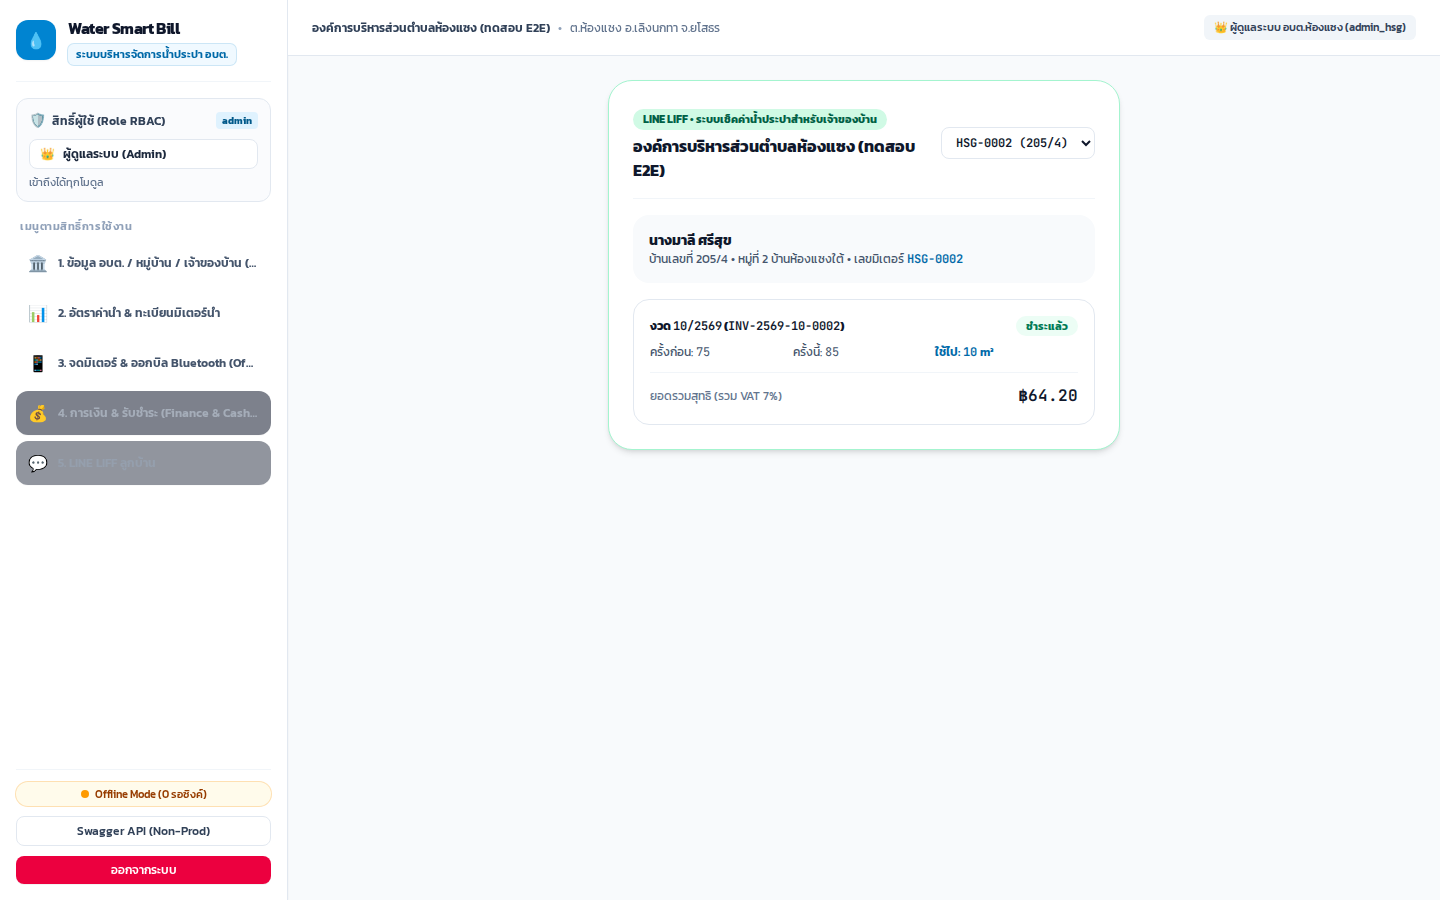 Water Smart Bill
ระบบบริหารจัดการน้ำประปา อบต.
สิทธิ์ผู้ใช้ (Role RBAC)
admin
ผู้ดูแลระบบ (Admin)
เข้าถึงได้ทุกโมดูล
เมนูตามสิทธิ์การใช้งาน
1. ข้อมูล อบต. / หมู่บ้าน / เจ้าของบ้าน (...
2. อัตราค่าน้ำ & ทะเบียนมิเตอร์น้ำ
3. จดมิเตอร์ & ออกบิล Bluetooth (Of...
4. การเงิน & รับชำระ (Finance & Cash...
5. LINE LIFF ลูกบ้าน
Offline Mode (0 รอซิงค์)
Swagger API (Non-Prod)
ออกจากระบบ
องค์การบริหารส่วนตำบลห้องแซง (ทดสอบ E2E) • ต.ห้องแซง อ.เลิงนกทา จ.ยโสธร
ผู้ดูแลระบบ อบต.ห้องแซง (admin_hsg)
LINE LIFF • ระบบเช็คค่าน้ำประปาสำหรับเจ้าของบ้าน
องค์การบริหารส่วนตำบลห้องแซง (ทดสอบ
E2E)
HSG-0002 (205/4)
นางมาลี ศรีสุข
บ้านเลขที่ 205/4 • หมู่ที่ 2 บ้านห้องแซงใต้ • เลขมิเตอร์ HSG-0002
งวด 10/2569 (INV-2569-10-0002)
ชำระแล้ว
ครั้งก่อน: 75
ครั้งนี้: 85
ใช้ไป: 10 m³
ยอดรวมสุทธิ (รวม VAT 7%)
฿64.20